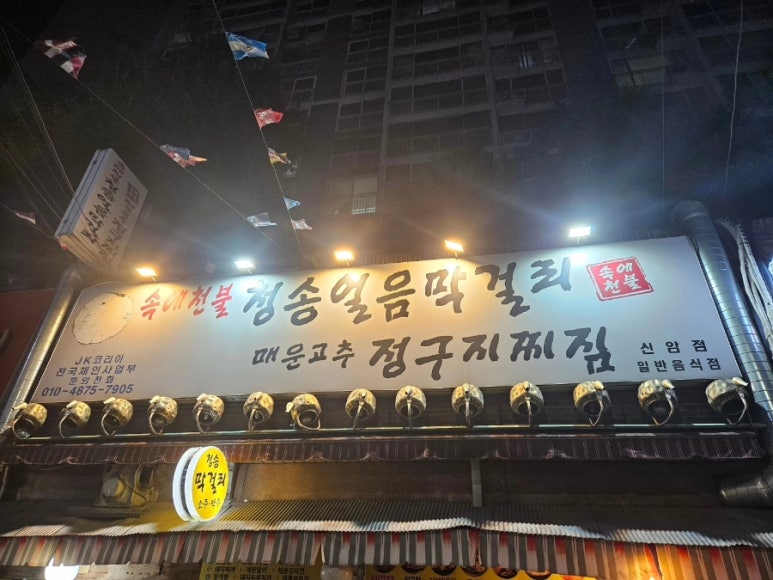 속에천불 청송얼음막걸리
속에
천불
매운고추 정구지찌짐
신암점
일반음식점
JK코리아
전국체인사업부
문의전화
010-4875-7905
청송
막걸리